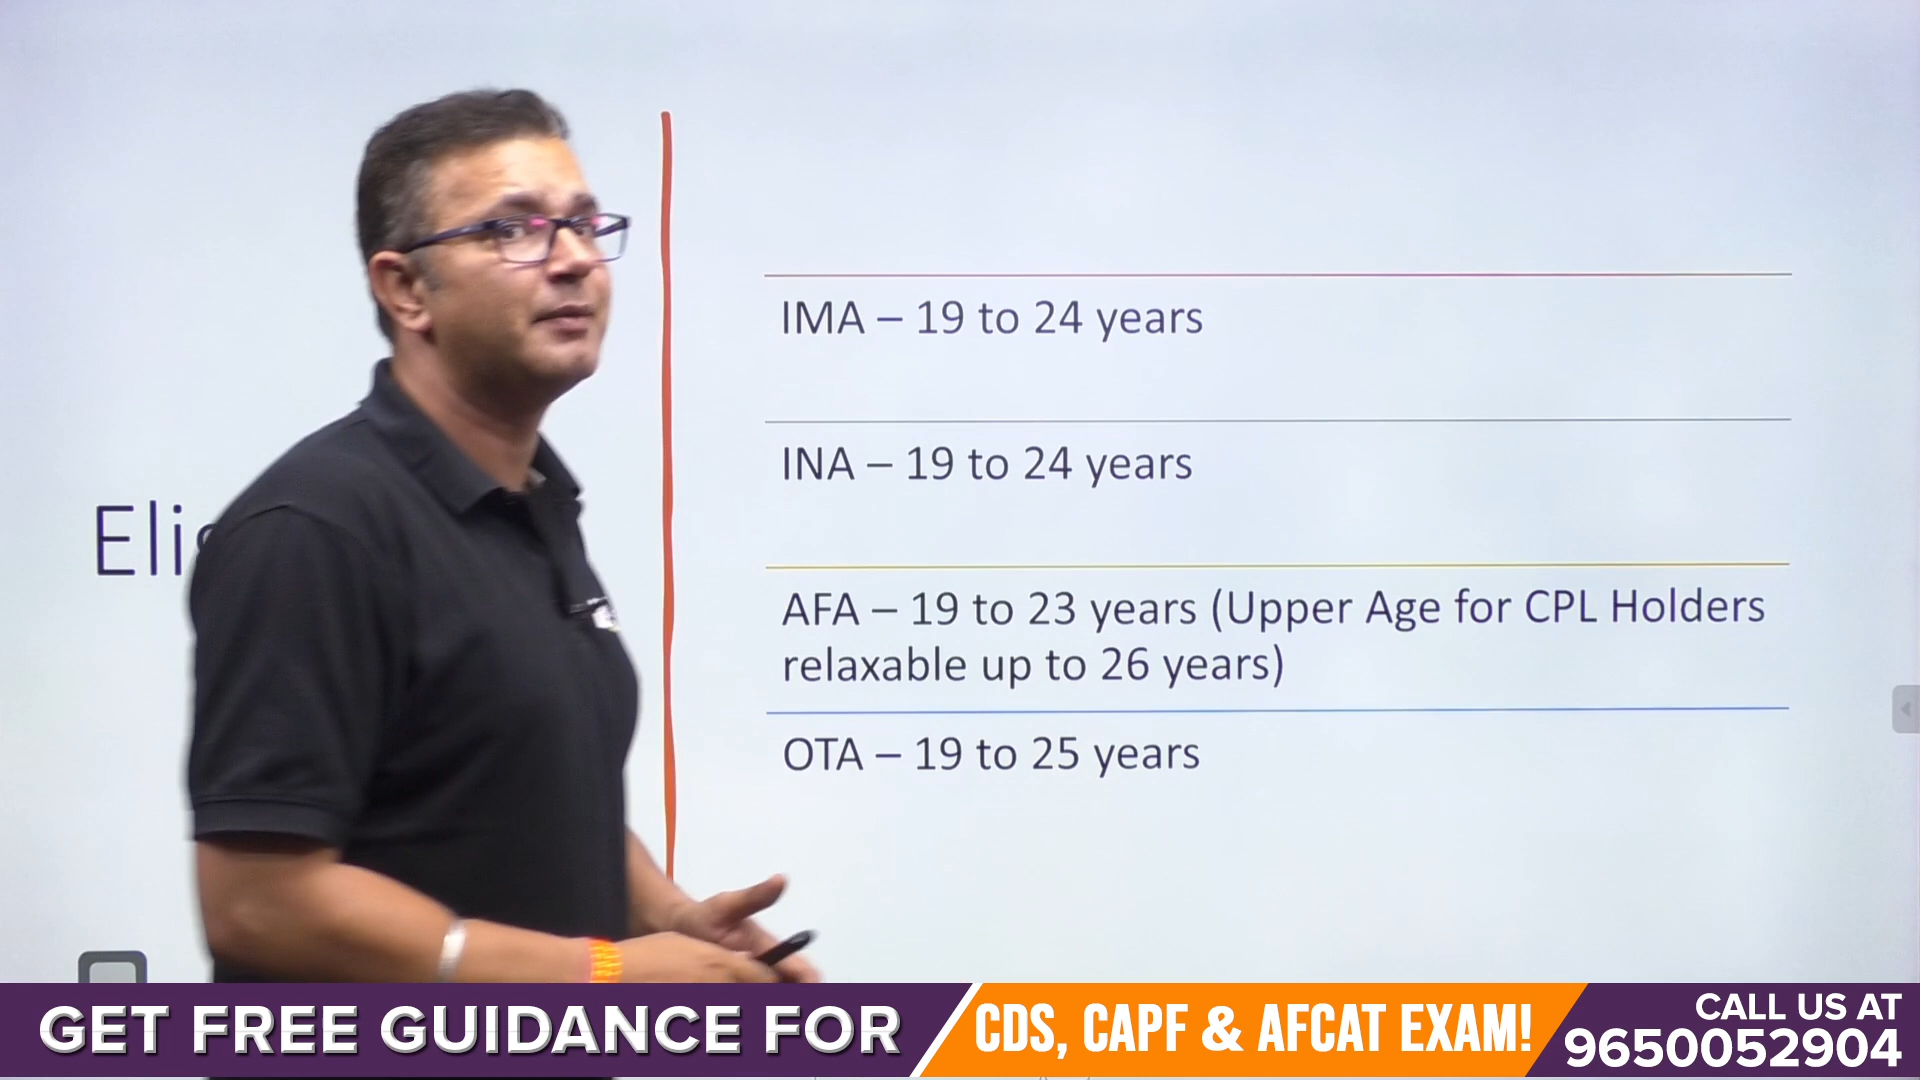 IMA – 19 to 24 years
INA – 19 to 24 years
AFA – 19 to 23 years (Upper Age for CPL Holders
relaxable up to 26 years)
OTA – 19 to 25 years
GET FREE GUIDANCE FOR
CDS, CAPF & AFCAT EXAM!
CALL US AT
9650052904